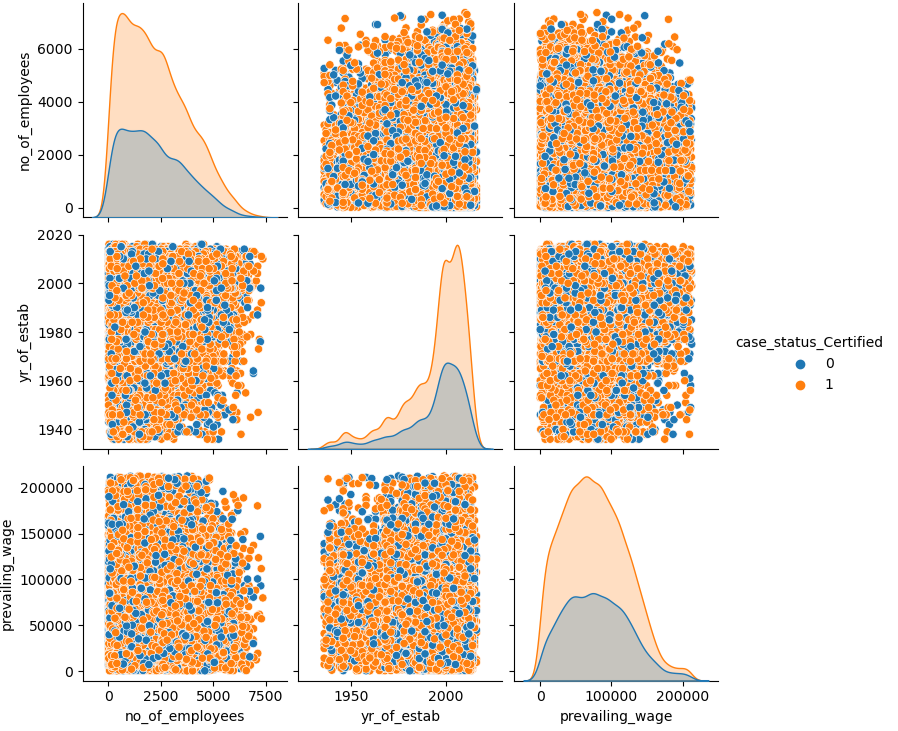 no_of_employees
6000
4000
2000
0
yr_of_estab
2020
2000
1980
1960
1940
case_status_Certified
0
1
prevailing_wage
200000
150000
100000
50000
0
0 2500 5000 7500
1950 2000
0 100000 200000
no_of_employees
yr_of_estab
prevailing_wage